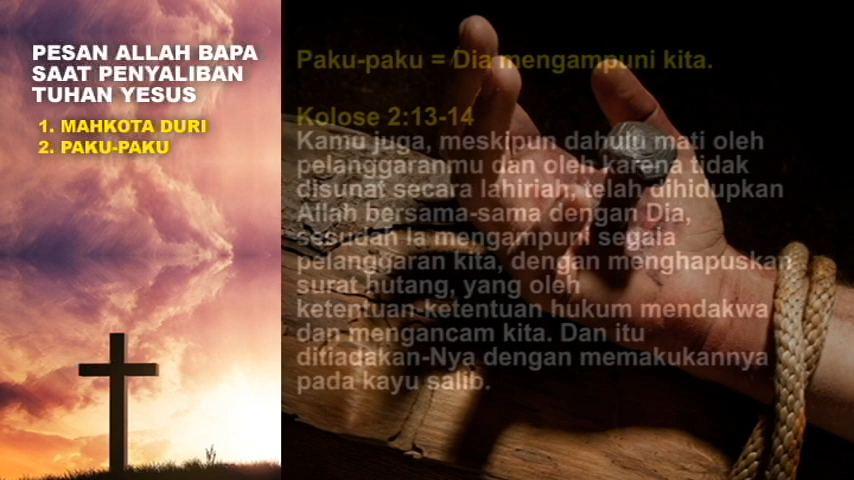 PESAN ALLAH BAPA
SAAT PENYALIBAN
TUHAN YESUS
1. MAHKOTA DURI
2. PAKU-PAKU
Paku-paku = Dia mengampuni kita.
Kolose 2:13-14
Kamu juga, meskipun dahulu mati oleh
pelanggaranmu dan oleh karena tidak
disunat secara lahiriah, telah dihidupkan
Allah bersama-sama dengan Dia,
sesudah Ia mengampuni segala
pelanggaran kita, dengan menghapuskan
surat hutang, yang oleh
ketentuan-ketentuan hukum mendakwa
dan mengancam kita. Dan itu
ditiadakan-Nya dengan memakukannya
pada kayu salib.